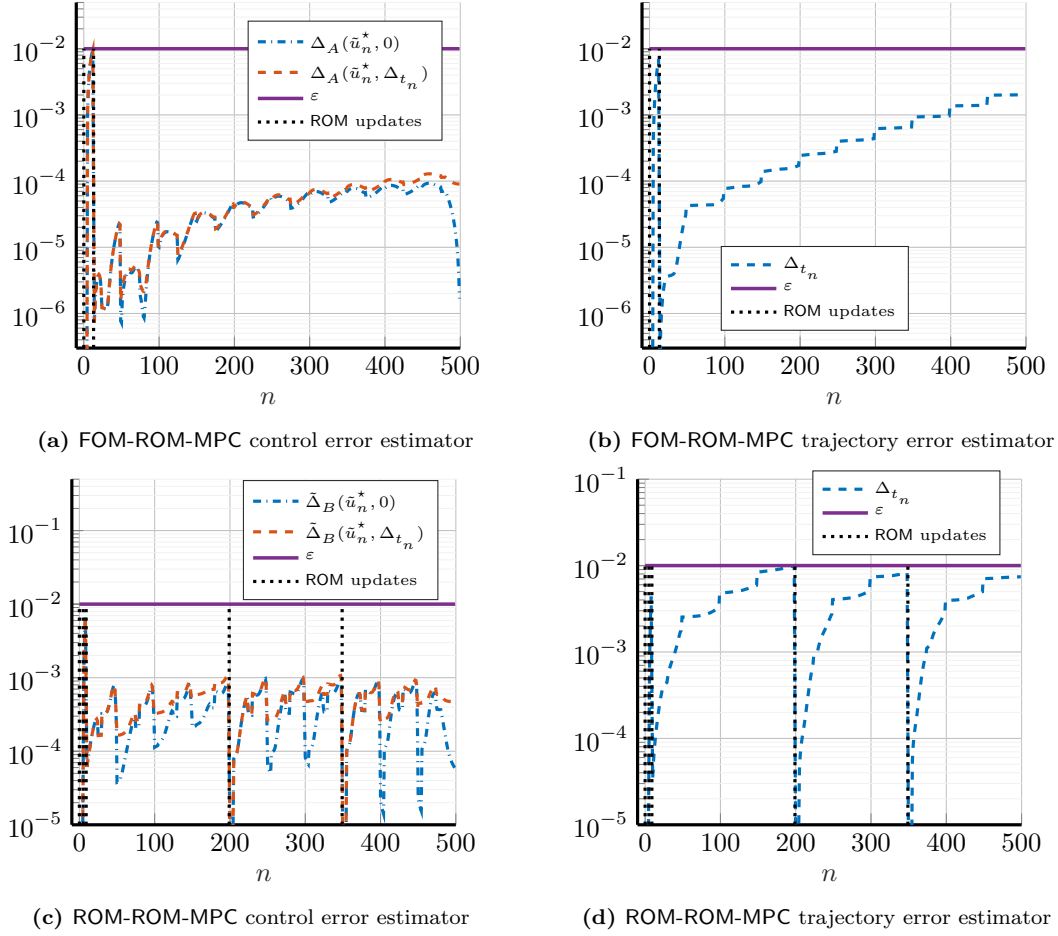 10^{-2}
10^{-3}
10^{-4}
10^{-5}
10^{-6}
0 100 200 300 400 500
n
Δ_A(ũ_n^⋆, 0)
Δ_A(ũ_n^⋆, Δ_{t_n})
ε
ROM updates
(a) FOM-ROM-MPC control error estimator
10^{-2}
10^{-3}
10^{-4}
10^{-5}
10^{-6}
0 100 200 300 400 500
n
Δ_{t_n}
ε
ROM updates
(b) FOM-ROM-MPC trajectory error estimator
10^{-1}
10^{-2}
10^{-3}
10^{-4}
10^{-5}
0 100 200 300 400 500
n
Δ̃_B(ũ_n^⋆, 0)
Δ̃_B(ũ_n^⋆, Δ_{t_n})
ε
ROM updates
(c) ROM-ROM-MPC control error estimator
10^{-1}
10^{-2}
10^{-3}
10^{-4}
10^{-5}
0 100 200 300 400 500
n
Δ_{t_n}
ε
ROM updates
(d) ROM-ROM-MPC trajectory error estimator